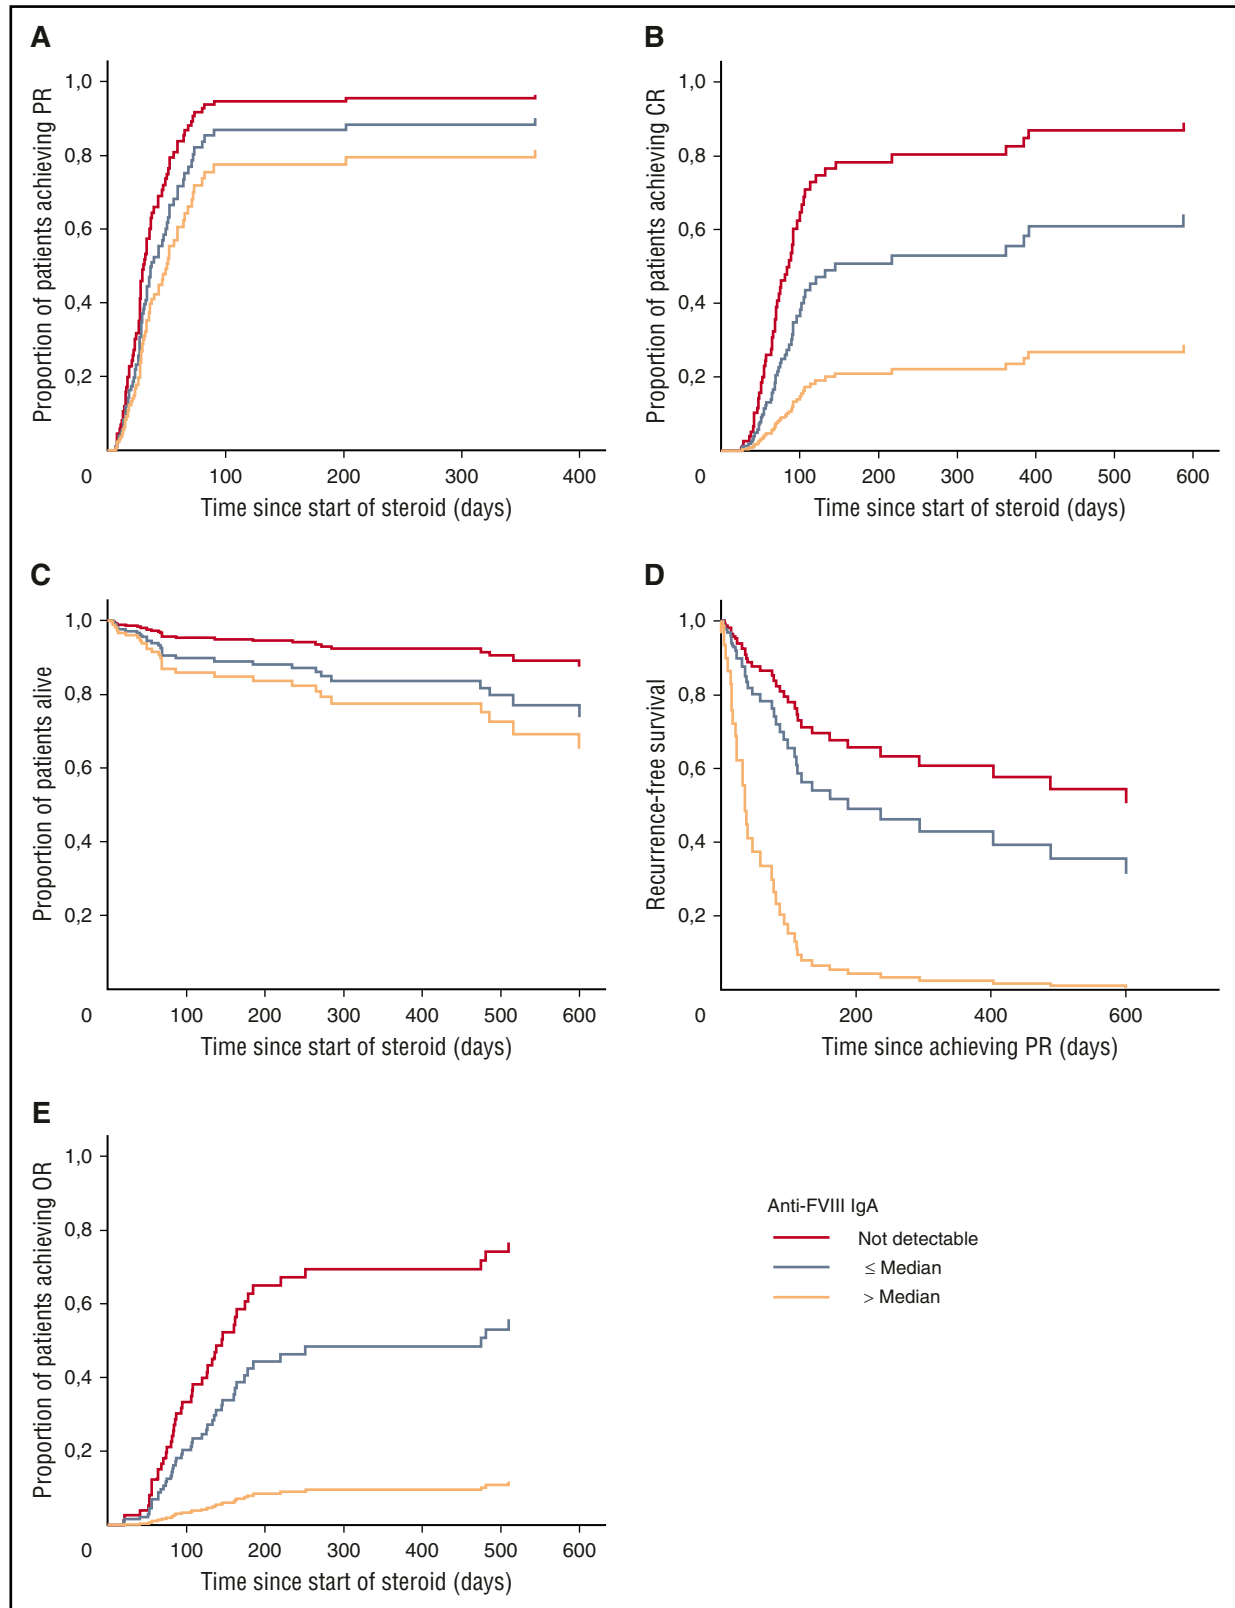 A
Proportion of patients achieving PR
1,0
0,8
0,6
0,4
0,2
0
100
200
300
400
Time since start of steroid (days)
B
Proportion of patients achieving CR
1,0
0,8
0,6
0,4
0,2
0
100
200
300
400
500
600
Time since start of steroid (days)
C
Proportion of patients alive
1,0
0,8
0,6
0,4
0,2
0
100
200
300
400
500
600
Time since start of steroid (days)
D
Recurrence-free survival
1,0
0,8
0,6
0,4
0,2
0
200
400
600
Time since achieving PR (days)
E
Proportion of patients achieving OR
1,0
0,8
0,6
0,4
0,2
0
100
200
300
400
500
600
Time since start of steroid (days)
Anti-FVIII IgA
Not detectable
≤ Median
> Median